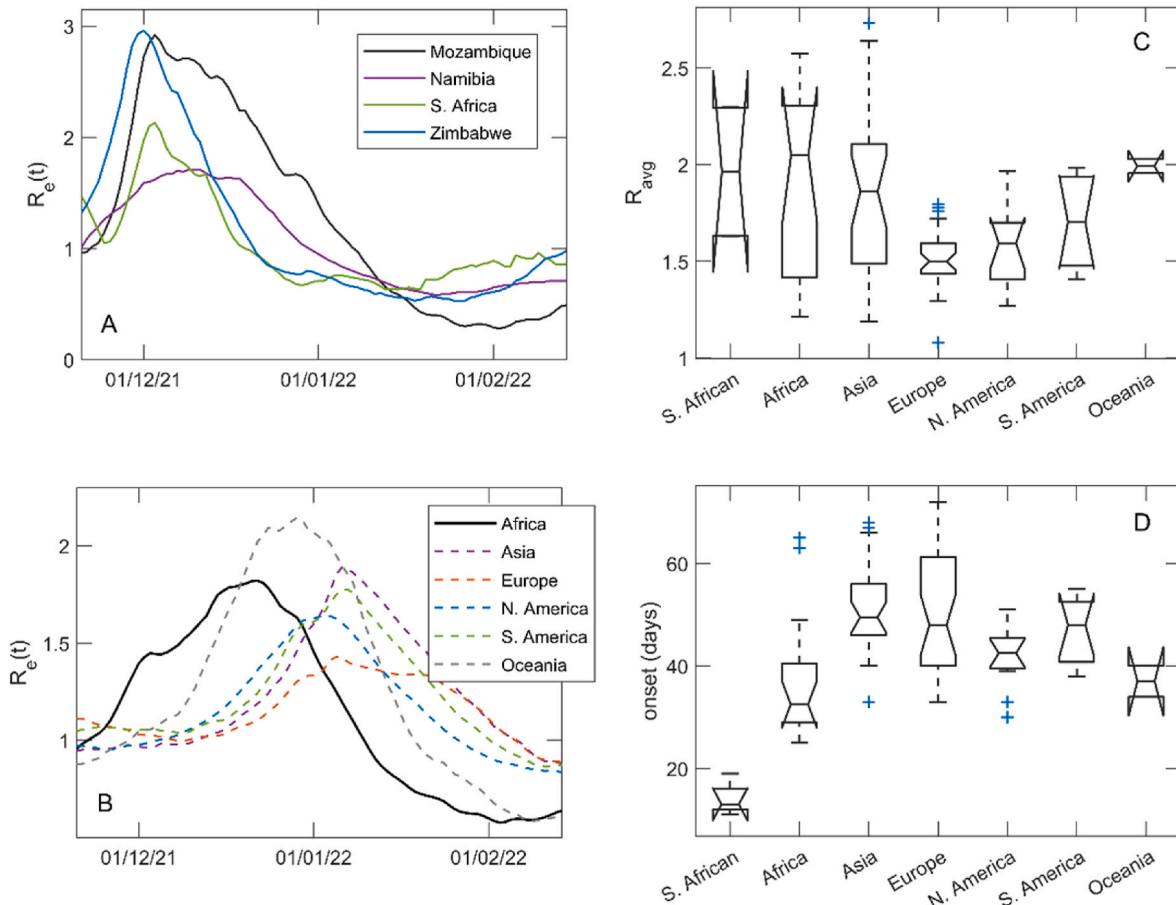 3
2
1
0
R_e(t)
Mozambique
Namibia
S. Africa
Zimbabwe
A
01/12/21
01/01/22
01/02/22
2.5
2
1.5
1
R_avg
C
S. African
Africa
Asia
Europe
N. America
S. America
Oceania
2
1.5
1
R_e(t)
Africa
Asia
Europe
N. America
S. America
Oceania
B
01/12/21
01/01/22
01/02/22
60
40
20
onset (days)
D
S. African
Africa
Asia
Europe
N. America
S. America
Oceania